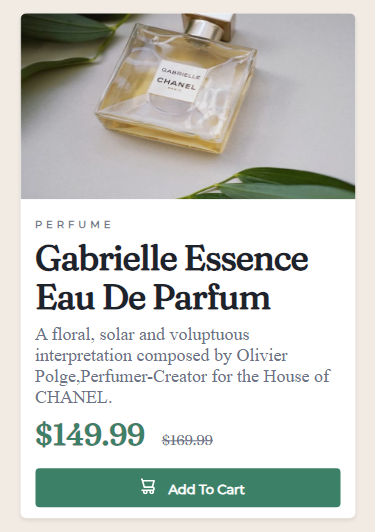 GABRIELLE
CHANEL
PARIS
PERFUME
Gabrielle Essence
Eau De Parfum
A floral, solar and voluptuous
interpretation composed by Olivier
Polge,Perfumer-Creator for the House of
CHANEL.
$149.99 $169.99
Add To Cart